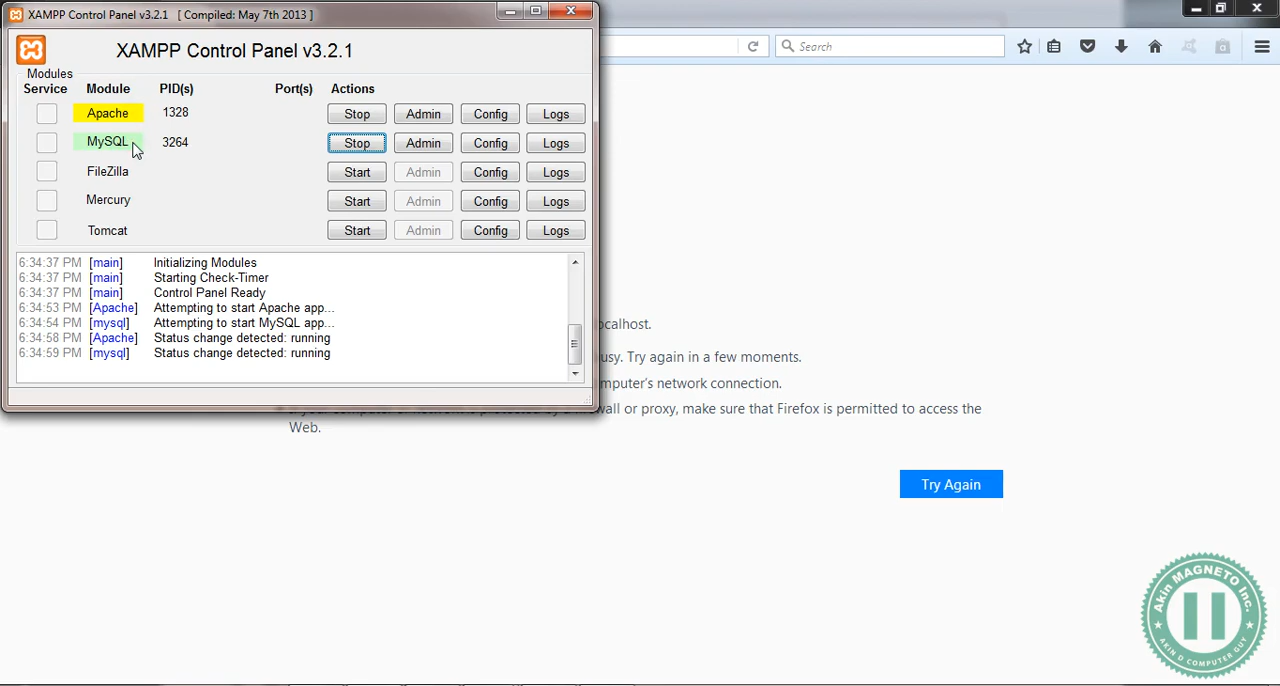 XAMPP Control Panel v3.2.1 [ Compiled: May 7th 2013 ]
XAMPP Control Panel v3.2.1
Modules
Service Module PID(s) Port(s) Actions
Apache 1328 Stop Admin Config Logs
MySQL 3264 Stop Admin Config Logs
FileZilla Start Admin Config Logs
Mercury Start Admin Config Logs
Tomcat Start Admin Config Logs
6:34:37 PM [main] Initializing Modules
6:34:37 PM [main] Starting Check-Timer
6:34:37 PM [main] Control Panel Ready
6:34:53 PM [Apache] Attempting to start Apache app...
6:34:54 PM [mysql] Attempting to start MySQL app...
6:34:58 PM [Apache] Status change detected: running
6:34:59 PM [mysql] Status change detected: running
Search
localhost.
busy. Try again in a few moments.
computer's network connection.
or proxy, make sure that Firefox is permitted to access the
Web.
Try Again
Akin MAGNETO Inc.
AKIN D COMPUTER GUY